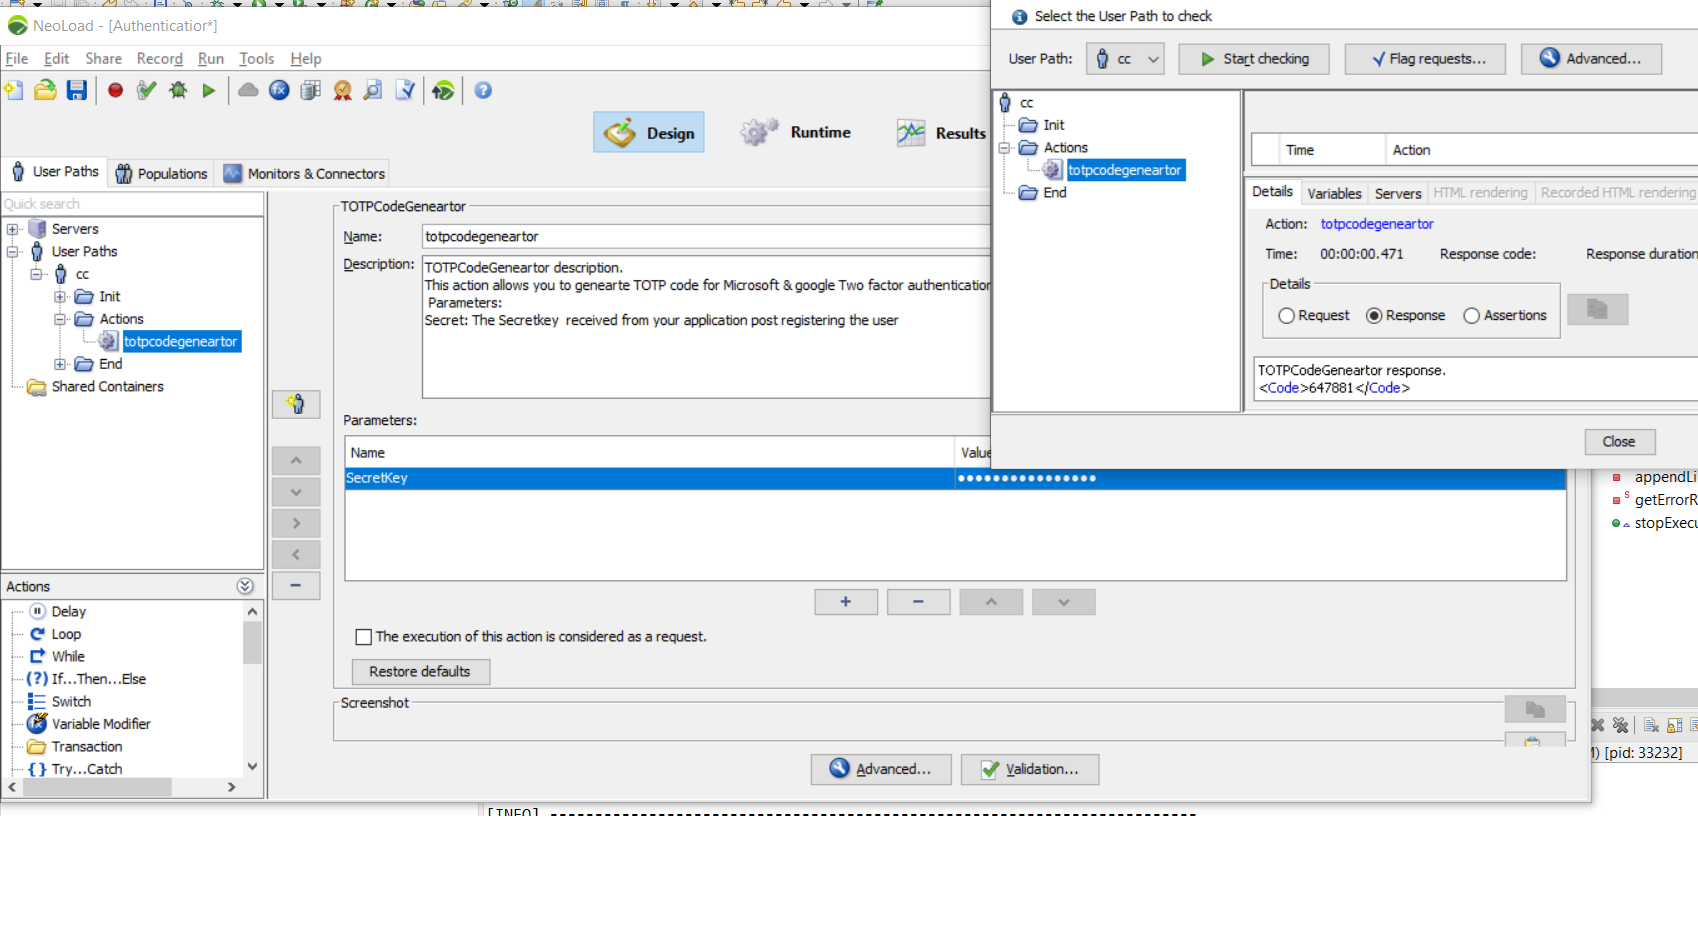 NeoLoad - [Authenticatior*]
File Edit Share Record Run Tools Help
Design Runtime Results
User Paths Populations Monitors & Connectors
Quick search
Servers
User Paths
cc
Init
Actions
totpcodegeneartor
End
Shared Containers
Actions
Delay
Loop
While
If...Then...Else
Switch
Variable Modifier
Transaction
Try...Catch
TOTPCodeGeneartor
Name: totpcodegeneartor
Description: TOTPCodeGeneartor description.
This action allows you to genearte TOTP code for Microsoft & google Two factor authentication
Parameters:
Secret: The Secretkey received from your application post registering the user
Parameters:
Name Value
SecretKey ●●●●●●●●●●●●●●●●
The execution of this action is considered as a request.
Restore defaults
Screenshot
Advanced... Validation...
Select the User Path to check
User Path: cc Start checking Flag requests... Advanced...
cc
Init
Actions
totpcodegeneartor
End
Time Action
Details Variables Servers HTML rendering Recorded HTML rendering
Action: totpcodegeneartor
Time: 00:00:00.471 Response code: Response duration
Details
Request Response Assertions
TOTPCodeGeneartor response.
<Code>647881</Code>
Close
appendLi
getErrorR
stopExecu
) [pid: 33232]
[INFO] ------------------------------------------------------------------------